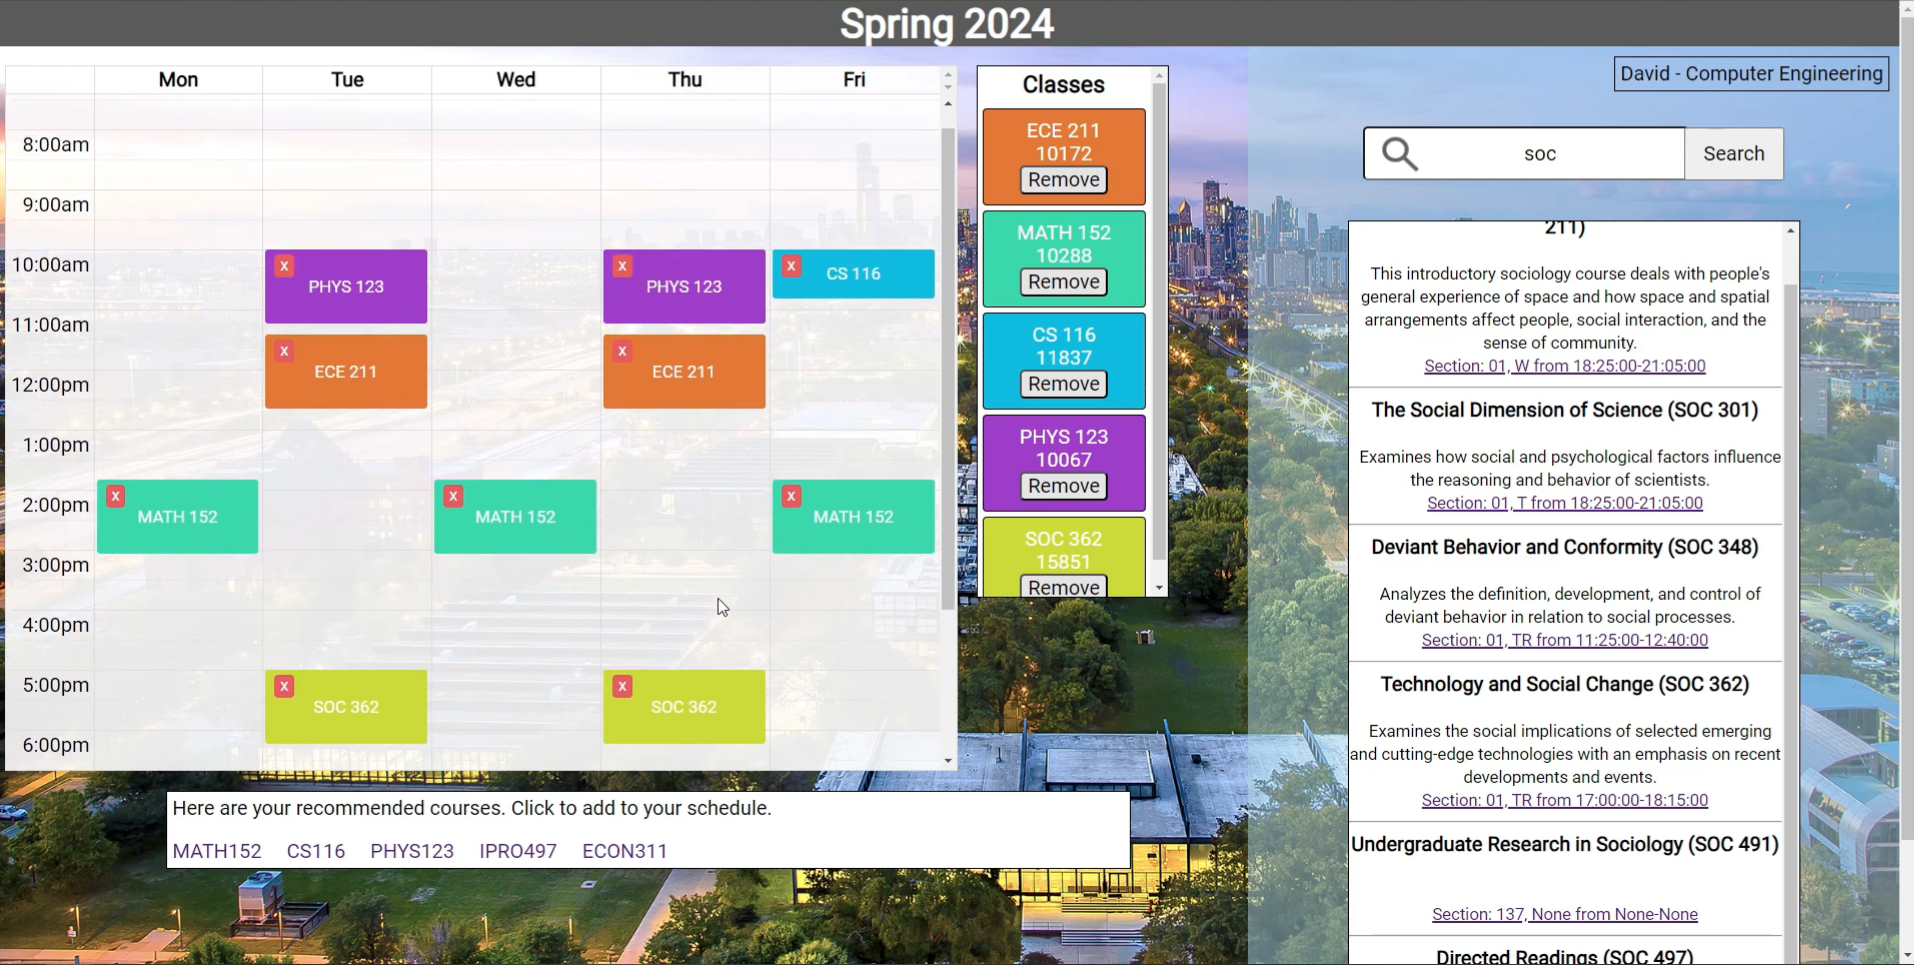 Spring 2024
Mon Tue Wed Thu Fri
8:00am
9:00am
10:00am
11:00am
12:00pm
1:00pm
2:00pm
3:00pm
4:00pm
5:00pm
6:00pm
x PHYS 123 x PHYS 123 x CS 116
x ECE 211 x ECE 211
x MATH 152 x MATH 152 x MATH 152
x SOC 362 x SOC 362
Classes
ECE 211
10172
Remove
MATH 152
10288
Remove
CS 116
11837
Remove
PHYS 123
10067
Remove
SOC 362
15851
Remove
David - Computer Engineering
soc Search
211)
This introductory sociology course deals with people's
general experience of space and how space and spatial
arrangements affect people, social interaction, and the
sense of community.
Section: 01, W from 18:25:00-21:05:00
The Social Dimension of Science (SOC 301)
Examines how social and psychological factors influence
the reasoning and behavior of scientists.
Section: 01, T from 18:25:00-21:05:00
Deviant Behavior and Conformity (SOC 348)
Analyzes the definition, development, and control of
deviant behavior in relation to social processes.
Section: 01, TR from 11:25:00-12:40:00
Technology and Social Change (SOC 362)
Examines the social implications of selected emerging
and cutting-edge technologies with an emphasis on recent
developments and events.
Section: 01, TR from 17:00:00-18:15:00
Undergraduate Research in Sociology (SOC 491)
Section: 137, None from None-None
Directed Readings (SOC 497)
Here are your recommended courses. Click to add to your schedule.
MATH152 CS116 PHYS123 IPRO497 ECON311